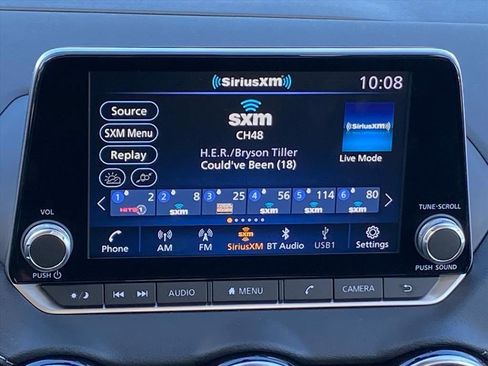 SiriusXM
10:08
Source
SXM Menu
Replay
sxm
CH48
H.E.R./Bryson Tiller
Could've Been (18)
SiriusXM
Live Mode
1 2 2 8 3 25 4 56 5 114 6 80
HITS 1 sxm sxm sxm sxm
VOL
TUNE·SCROLL
Phone AM FM SiriusXM BT Audio USB1 Settings
PUSH
PUSH SOUND
AUDIO MENU CAMERA